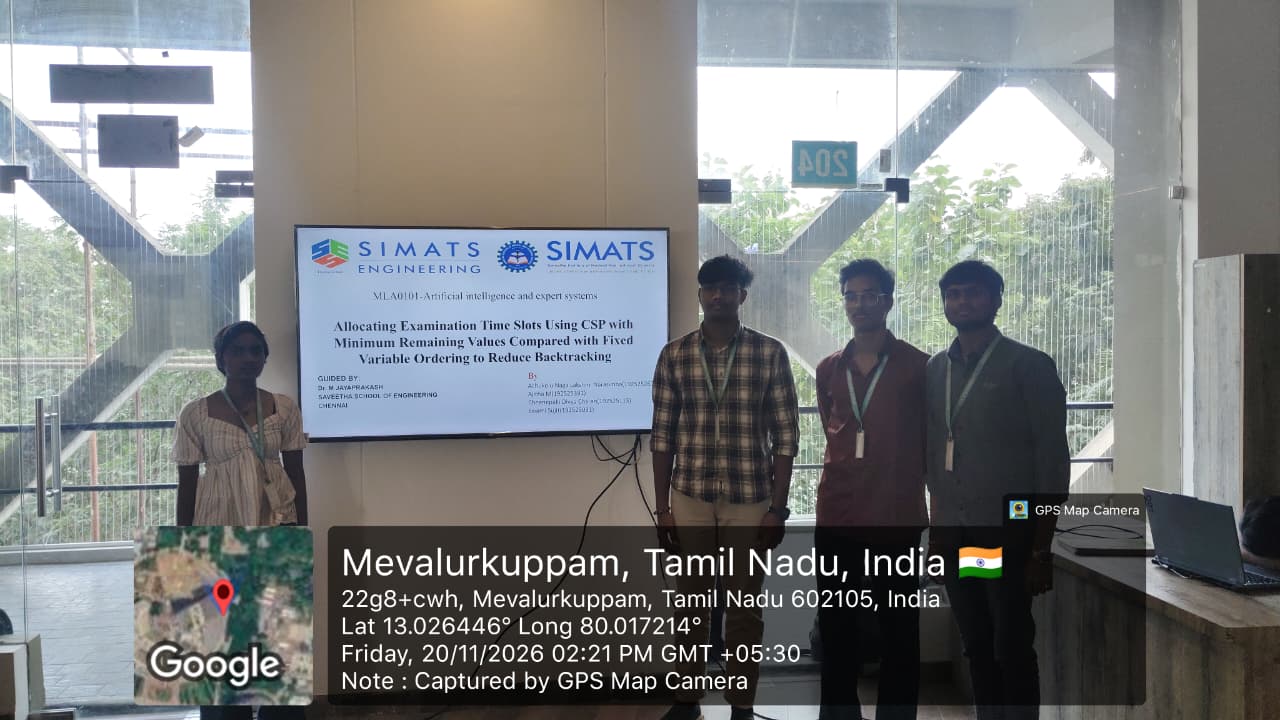 204
SIMATS
ENGINEERING
SIMATS
MLA0101-Artificial intelligence and expert systems
Allocating Examination Time Slots Using CSP with
Minimum Remaining Values Compared with Fixed
Variable Ordering to Reduce Backtracking
GUIDED BY:
Dr. M JAYAPRAKASH
SAVEETHA SCHOOL OF ENGINEERING
CHENNAI
By
GPS Map Camera
Mevalurkuppam, Tamil Nadu, India
22g8+cwh, Mevalurkuppam, Tamil Nadu 602105, India
Lat 13.026446° Long 80.017214°
Friday, 20/11/2026 02:21 PM GMT +05:30
Note : Captured by GPS Map Camera
Google